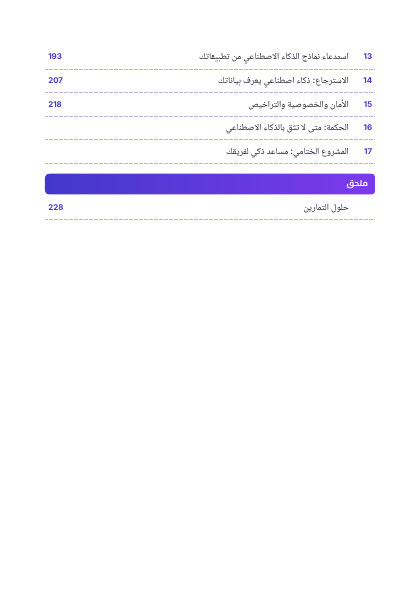 13 استدعاء نماذج الذكاء الاصطناعي من تطبيقاتك 193
14 الاسترجاع: ذكاء اصطناعي يعرف بياناتك 207
15 الأمان والخصوصية والتراخيص 218
16 الحكمة: متى لا تثق بالذكاء الاصطناعي
17 المشروع الختامي: مساعد ذكي لفريقك
ملحق
حلول التمارين 228